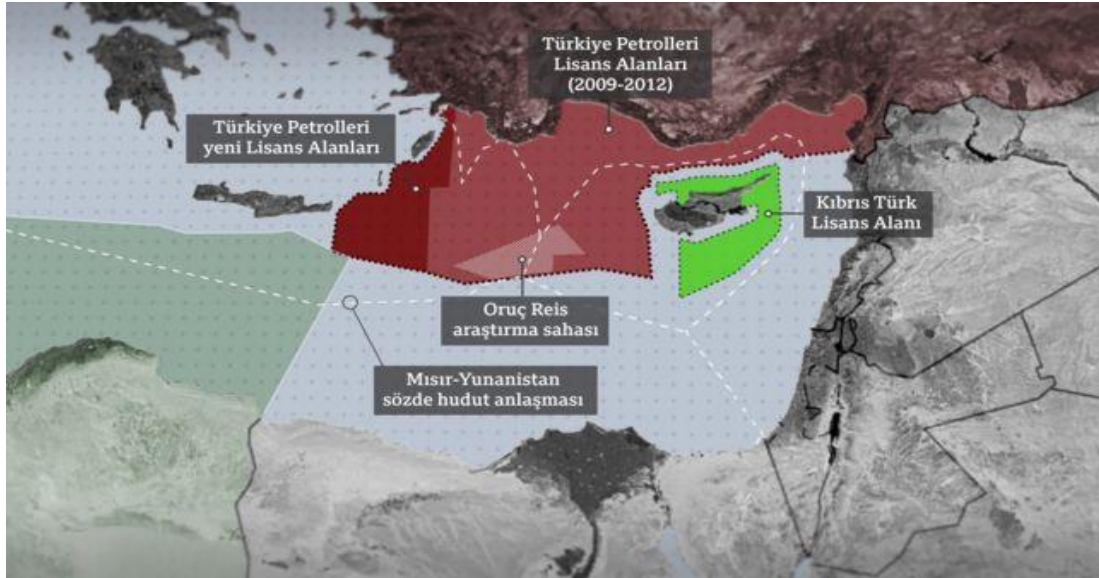 Türkiye Petrolleri
Lisans Alanları
(2009-2012)
Türkiye Petrolleri
yeni Lisans Alanları
Kıbrıs Türk
Lisans Alanı
Oruç Reis
araştırma sahası
Mısır-Yunanistan
sözde hudut anlaşması